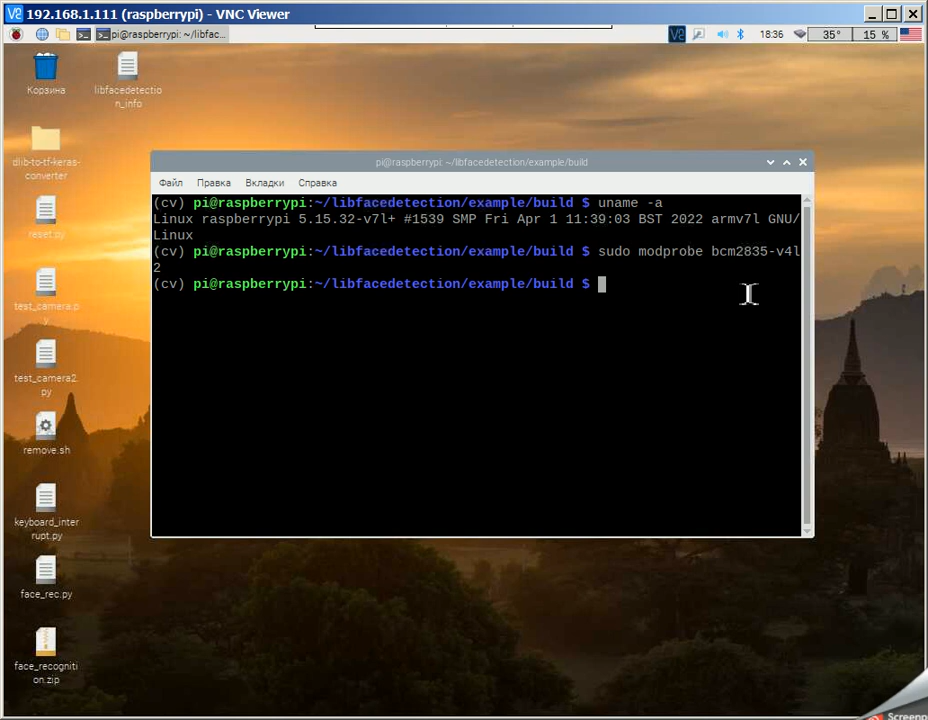 192.168.1.111 (raspberrypi) - VNC Viewer
pi@raspberrypi: ~/libfac...
18:36
35°
15 %
Корзина
libfacedetectio
n_info
dlib-to-tf-keras-
converter
reset.py
test_camera.p
y
test_camera2.
py
remove.sh
keyboard_inter
rupt.py
face_rec.py
face_recogniti
on.zip
pi@raspberrypi: ~/libfacedetection/example/build
Файл Правка Вкладки Справка
(cv) pi@raspberrypi:~/libfacedetection/example/build $ uname -a
Linux raspberrypi 5.15.32-v7l+ #1539 SMP Fri Apr 1 11:39:03 BST 2022 armv7l GNU/
Linux
(cv) pi@raspberrypi:~/libfacedetection/example/build $ sudo modprobe bcm2835-v4l
2
(cv) pi@raspberrypi:~/libfacedetection/example/build $